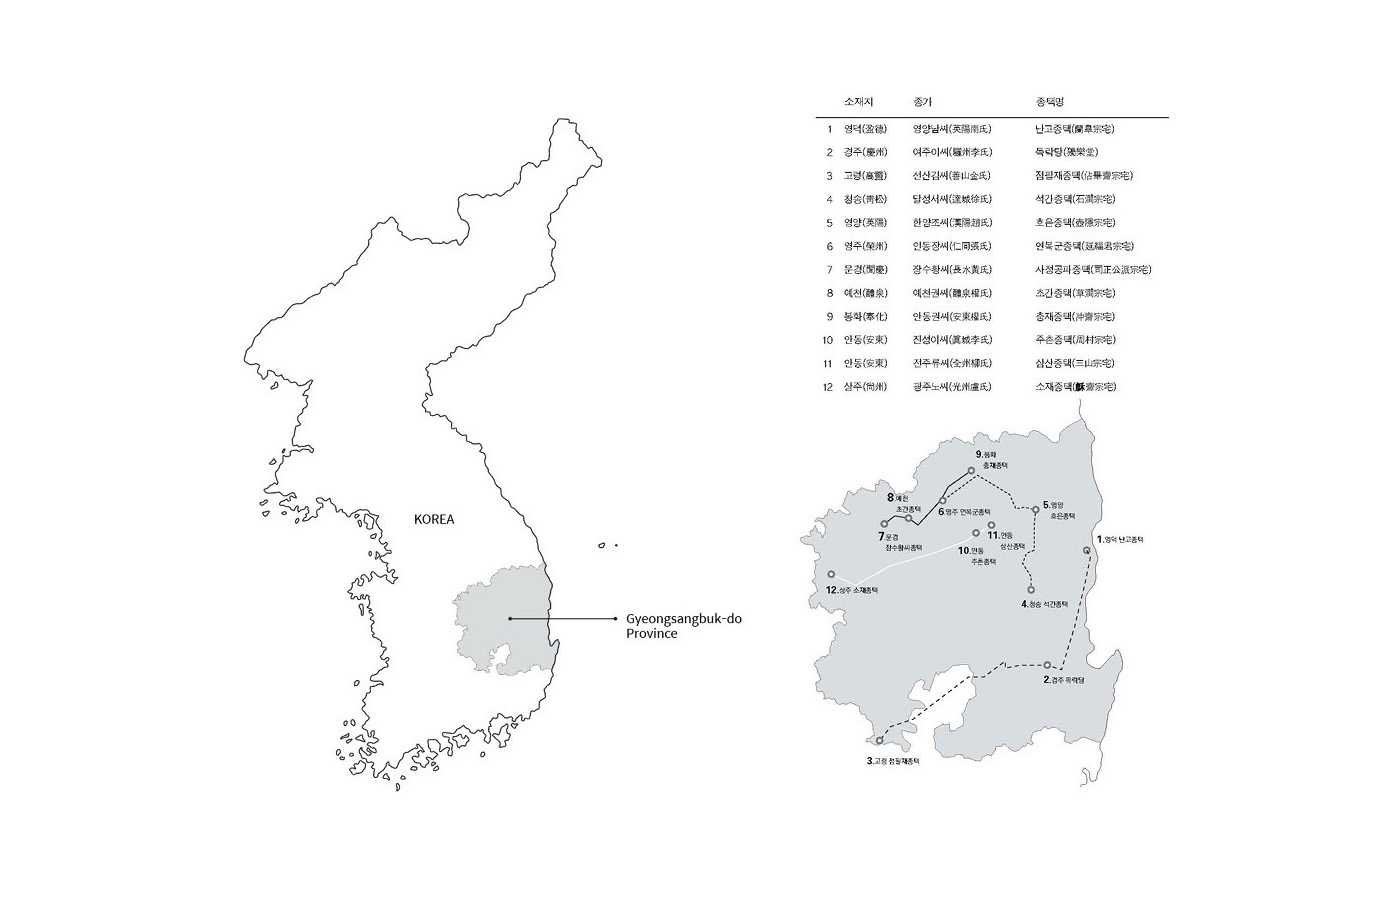 KOREA
Gyeongsangbuk-do
Province
소재지 종가 종택명
1 영덕(盈德) 영양남씨(英陽南氏) 난고종택(蘭皐宗宅)
2 경주(慶州) 여주이씨(驪州李氏) 독락당(獨樂堂)
3 고령(高靈) 선산김씨(善山金氏) 점필재종택(佔畢齋宗宅)
4 청송(靑松) 달성서씨(達城徐氏) 석간종택(石澗宗宅)
5 영양(英陽) 한양조씨(漢陽趙氏) 호은종택(壺隱宗宅)
6 영주(榮州) 인동장씨(仁同張氏) 연복군종택(延福君宗宅)
7 문경(聞慶) 장수황씨(長水黃氏) 사정공파종택(司正公派宗宅)
8 예천(醴泉) 예천권씨(醴泉權氏) 초간종택(草澗宗宅)
9 봉화(奉化) 안동권씨(安東權氏) 충재종택(沖齋宗宅)
10 안동(安東) 진성이씨(眞城李氏) 주촌종택(周村宗宅)
11 안동(安東) 전주류씨(全州柳氏) 삼산종택(三山宗宅)
12 상주(尙州) 광주노씨(光州盧氏) 소재종택(穌齋宗宅)
9.봉화
충재종택
8.예천
초간종택
6.영주 연복군종택
5.영양
호은종택
7.문경
장수황씨종택
11.안동
삼산종택
10.안동
주촌종택
1.영덕 난고종택
12.상주 소재종택
4.청송 석간종택
2.경주 독락당
3.고령 점필재종택